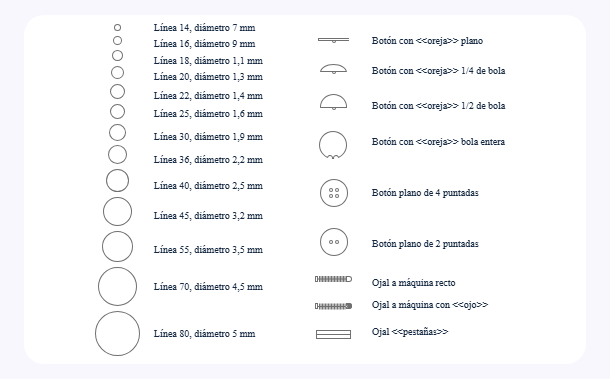 Línea 14, diámetro 7 mm
Línea 16, diámetro 9 mm
Línea 18, diámetro 1,1 mm
Línea 20, diámetro 1,3 mm
Línea 22, diámetro 1,4 mm
Línea 25, diámetro 1,6 mm
Línea 30, diámetro 1,9 mm
Línea 36, diámetro 2,2 mm
Línea 40, diámetro 2,5 mm
Línea 45, diámetro 3,2 mm
Línea 55, diámetro 3,5 mm
Línea 70, diámetro 4,5 mm
Línea 80, diámetro 5 mm
Botón con <<oreja>> plano
Botón con <<oreja>> 1/4 de bola
Botón con <<oreja>> 1/2 de bola
Botón con <<oreja>> bola entera
Botón plano de 4 puntadas
Botón plano de 2 puntadas
Ojal a máquina recto
Ojal a máquina con <<ojo>>
Ojal <<pestañas>>